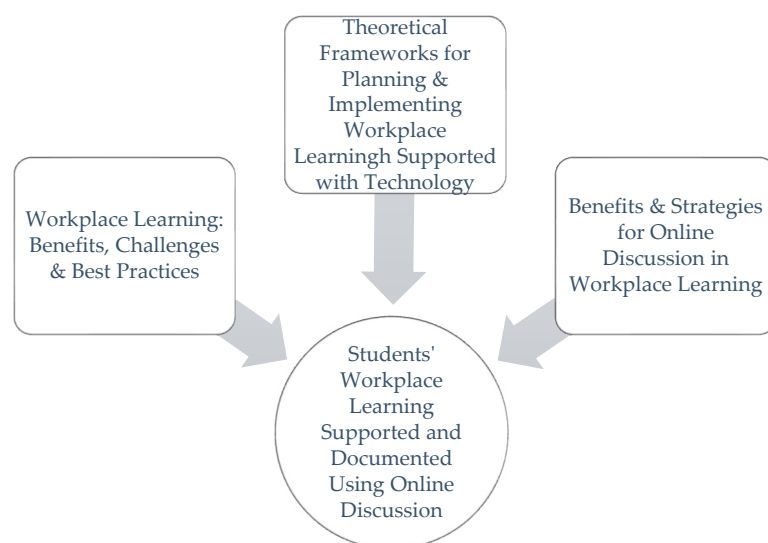 Theoretical
Frameworks for
Planning &
Implementing
Workplace
Learningh Supported
with Technology
Workplace Learning:
Benefits, Challenges
& Best Practices
Benefits & Strategies
for Online
Discussion in
Workplace Learning
Students'
Workplace
Learning
Supported and
Documented
Using Online
Discussion